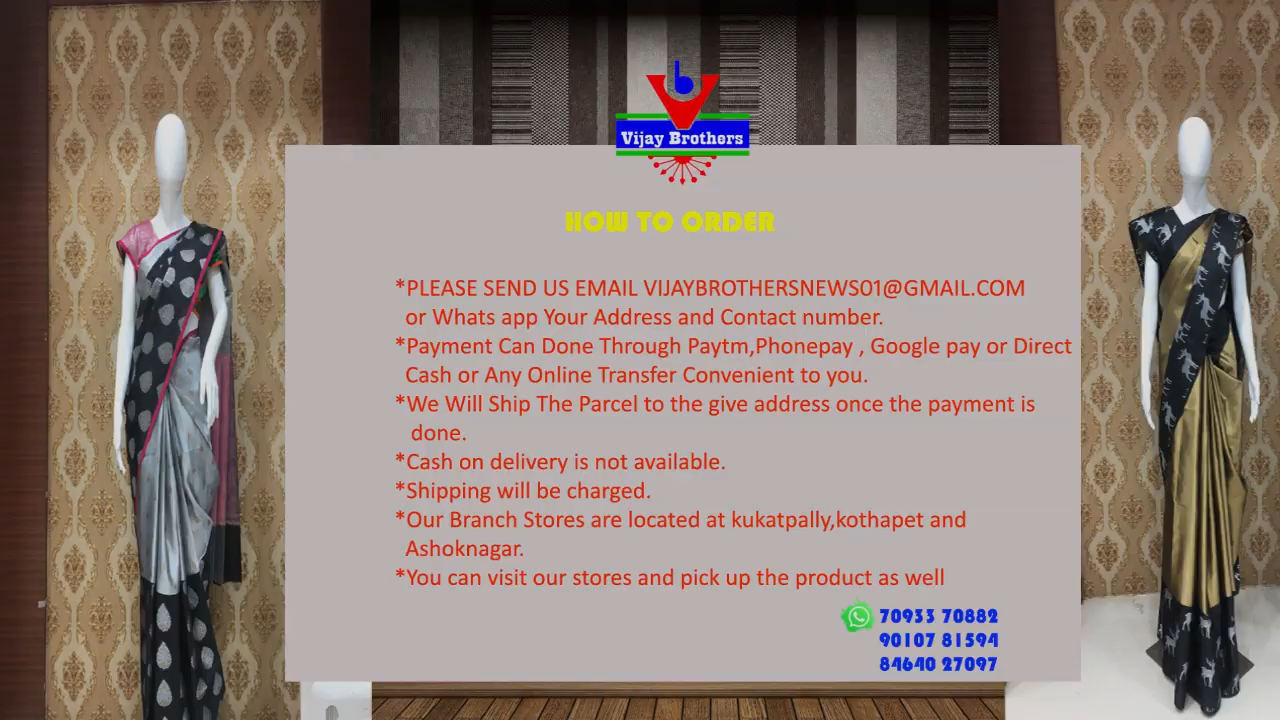 Vijay Brothers
HOW TO ORDER
*PLEASE SEND US EMAIL VIJAYBROTHERSNEWS01@GMAIL.COM
or Whats app Your Address and Contact number.
*Payment Can Done Through Paytm,Phonepay , Google pay or Direct
Cash or Any Online Transfer Convenient to you.
*We Will Ship The Parcel to the give address once the payment is
done.
*Cash on delivery is not available.
*Shipping will be charged.
*Our Branch Stores are located at kukatpally,kothapet and
Ashoknagar.
*You can visit our stores and pick up the product as well
70933 70882
90107 81594
84640 27097